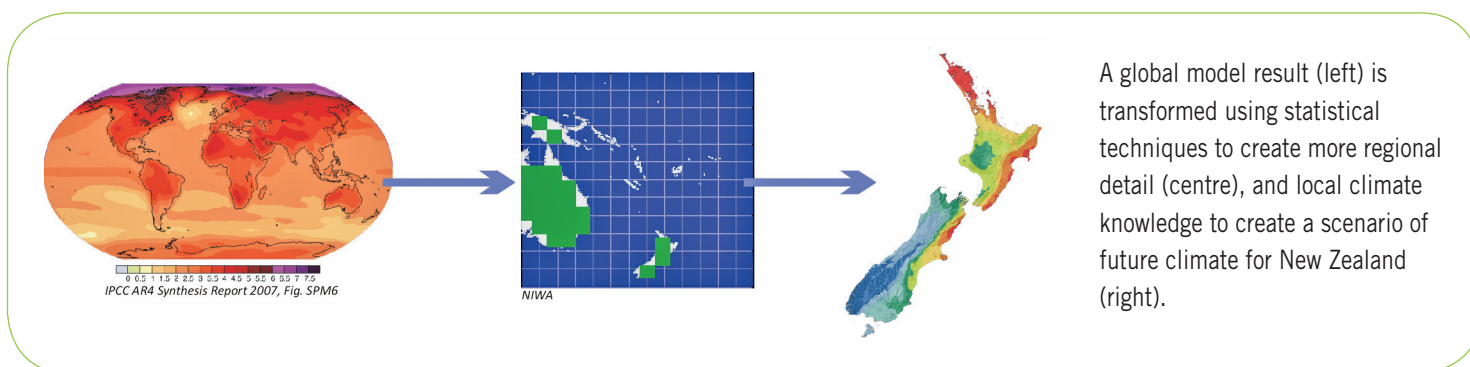 0 0.5 1 1.5 2 2.5 3 3.5 4 4.5 5 5.5 6 6.5 7 7.5
IPCC AR4 Synthesis Report 2007, Fig. SPM6
NIWA
A global model result (left) is
transformed using statistical
techniques to create more regional
detail (centre), and local climate
knowledge to create a scenario of
future climate for New Zealand
(right).